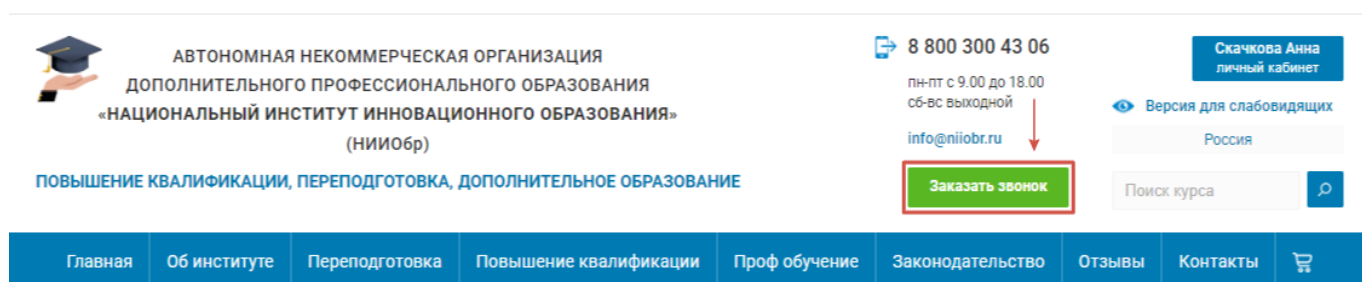 АВТОНОМНАЯ НЕКОММЕРЧЕСКАЯ ОРГАНИЗАЦИЯ
ДОПОЛНИТЕЛЬНОГО ПРОФЕССИОНАЛЬНОГО ОБРАЗОВАНИЯ
«НАЦИОНАЛЬНЫЙ ИНСТИТУТ ИННОВАЦИОННОГО ОБРАЗОВАНИЯ»
(НИИОбр)
ПОВЫШЕНИЕ КВАЛИФИКАЦИИ, ПЕРЕПОДГОТОВКА, ДОПОЛНИТЕЛЬНОЕ ОБРАЗОВАНИЕ
8 800 300 43 06
пн-пт с 9.00 до 18.00
сб-вс выходной
info@niiobr.ru
Заказать звонок
Скачкова Анна
личный кабинет
Версия для слабовидящих
Россия
Поиск курса
Главная Об институте Переподготовка Повышение квалификации Проф обучение Законодательство Отзывы Контакты